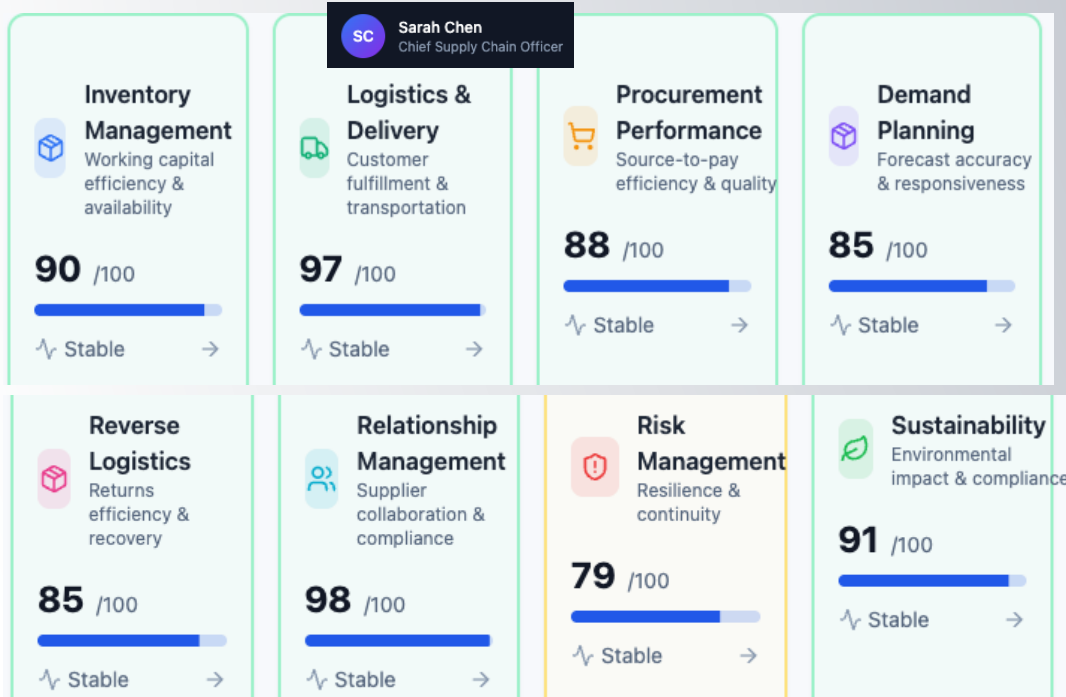 SC
Sarah Chen
Chief Supply Chain Officer
Inventory
Management
Working capital
efficiency &
availability
90 /100
Stable
Logistics &
Delivery
Customer
fulfillment &
transportation
97 /100
Stable
Procurement
Performance
Source-to-pay
efficiency & quality
88 /100
Stable
Demand
Planning
Forecast accuracy
& responsiveness
85 /100
Stable
Reverse
Logistics
Returns
efficiency &
recovery
85 /100
Stable
Relationship
Management
Supplier
collaboration &
compliance
98 /100
Stable
Risk
Management
Resilience &
continuity
79 /100
Stable
Sustainability
Environmental
impact & compliance
91 /100
Stable